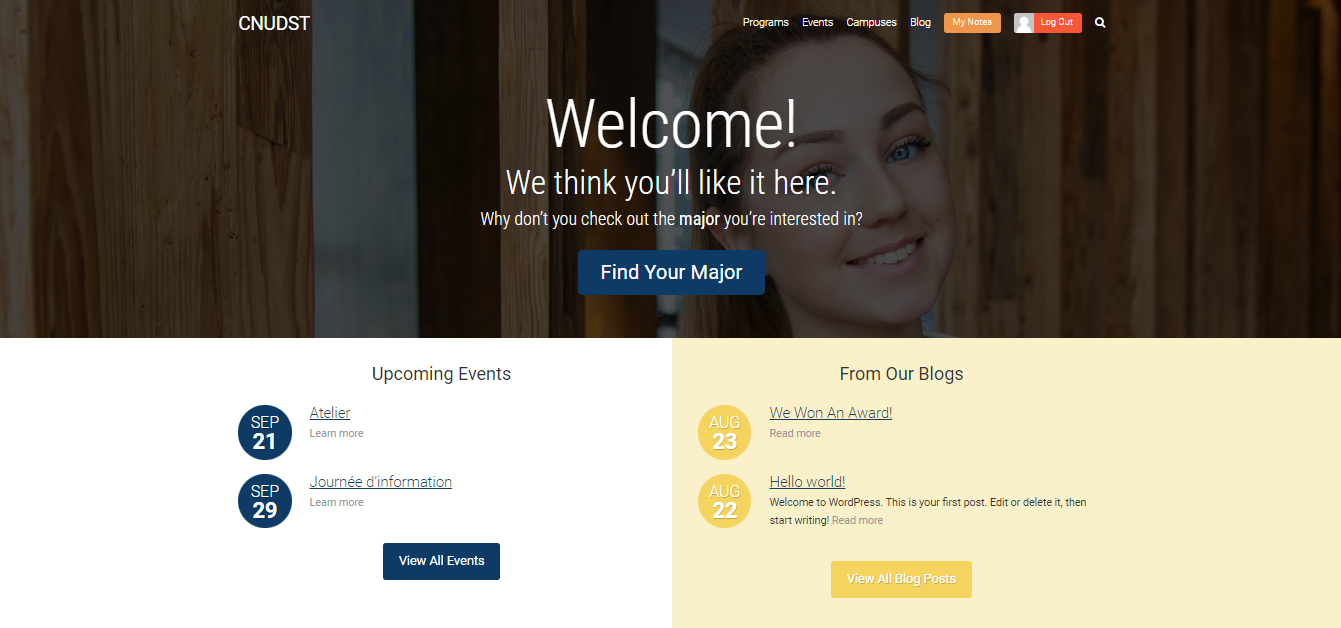 CNUDST
Programs Events Campuses Blog My Notes Log Out
Welcome!
We think you’ll like it here.
Why don’t you check out the major you’re interested in?
Find Your Major
Upcoming Events
SEP
21
Atelier
Learn more
SEP
29
Journée d’information
Learn more
View All Events
From Our Blogs
AUG
23
We Won An Award!
Read more
AUG
22
Hello world!
Welcome to WordPress. This is your first post. Edit or delete it, then
start writing! Read more
View All Blog Posts